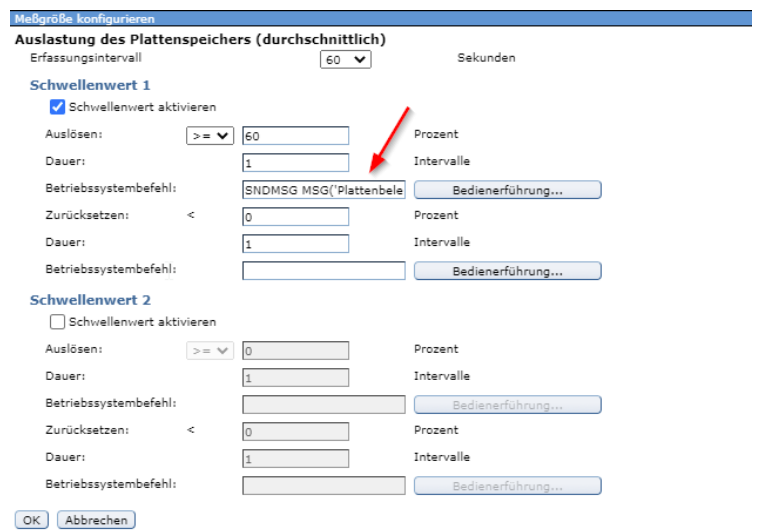 Meßgröße konfigurieren
Auslastung des Plattenspeichers (durchschnittlich)
Erfassungsintervall 60 Sekunden
Schwellenwert 1
Schwellenwert aktivieren
Auslösen: >= 60 Prozent
Dauer: 1 Intervalle
Betriebssystembefehl: SNDMSG MSG('Plattenbele Bedienerführung...
Zurücksetzen: < 0 Prozent
Dauer: 1 Intervalle
Betriebssystembefehl: Bedienerführung...
Schwellenwert 2
Schwellenwert aktivieren
Auslösen: >= 0 Prozent
Dauer: 1 Intervalle
Betriebssystembefehl: Bedienerführung...
Zurücksetzen: < 0 Prozent
Dauer: 1 Intervalle
Betriebssystembefehl: Bedienerführung...
OK Abbrechen